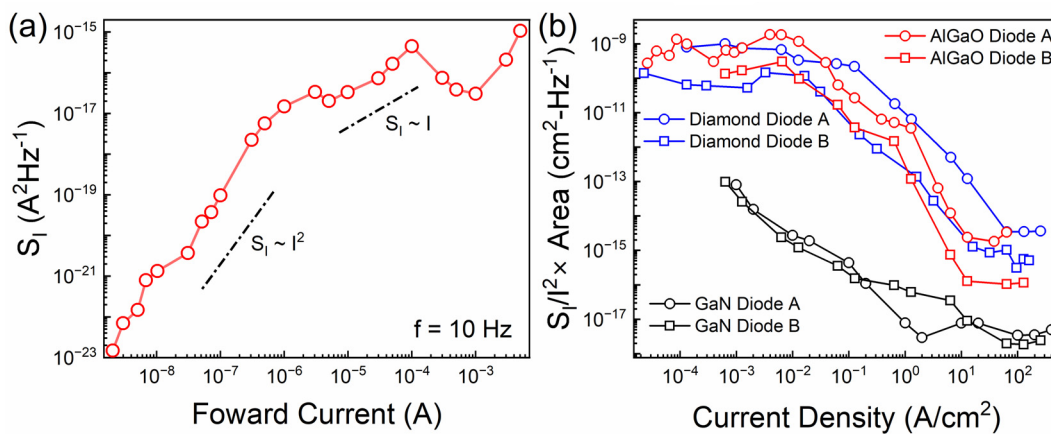 (a)
10⁻¹⁵
10⁻¹⁷
10⁻¹⁹
10⁻²¹
10⁻²³
S_I (A²Hz⁻¹)
S_I ~ I
S_I ~ I²
f = 10 Hz
10⁻⁸ 10⁻⁷ 10⁻⁶ 10⁻⁵ 10⁻⁴ 10⁻³
Foward Current (A)
(b)
10⁻⁹
10⁻¹¹
10⁻¹³
10⁻¹⁵
10⁻¹⁷
S_I/I²× Area (cm²-Hz⁻¹)
AlGaO Diode A
AlGaO Diode B
Diamond Diode A
Diamond Diode B
GaN Diode A
GaN Diode B
10⁻⁴ 10⁻³ 10⁻² 10⁻¹ 10⁰ 10¹ 10²
Current Density (A/cm²)